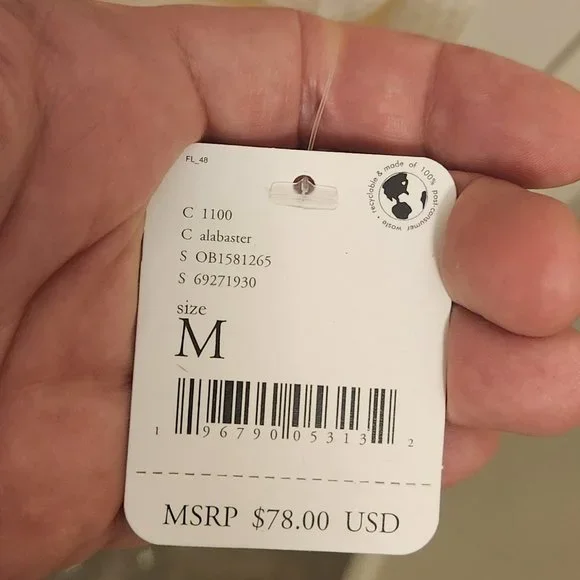 FL_48
recyclable & made of 100% post-consumer waste •
C 1100
C alabaster
S OB1581265
S 69271930
size
M
1 96790 05313 2
MSRP $78.00 USD